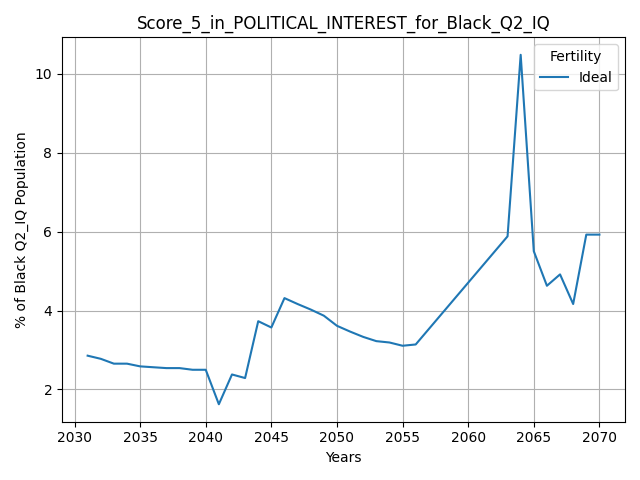 Score_5_in_POLITICAL_INTEREST_for_Black_Q2_IQ
Fertility
Ideal
% of Black Q2_IQ Population
10
8
6
4
2
2030 2035 2040 2045 2050 2055 2060 2065 2070
Years